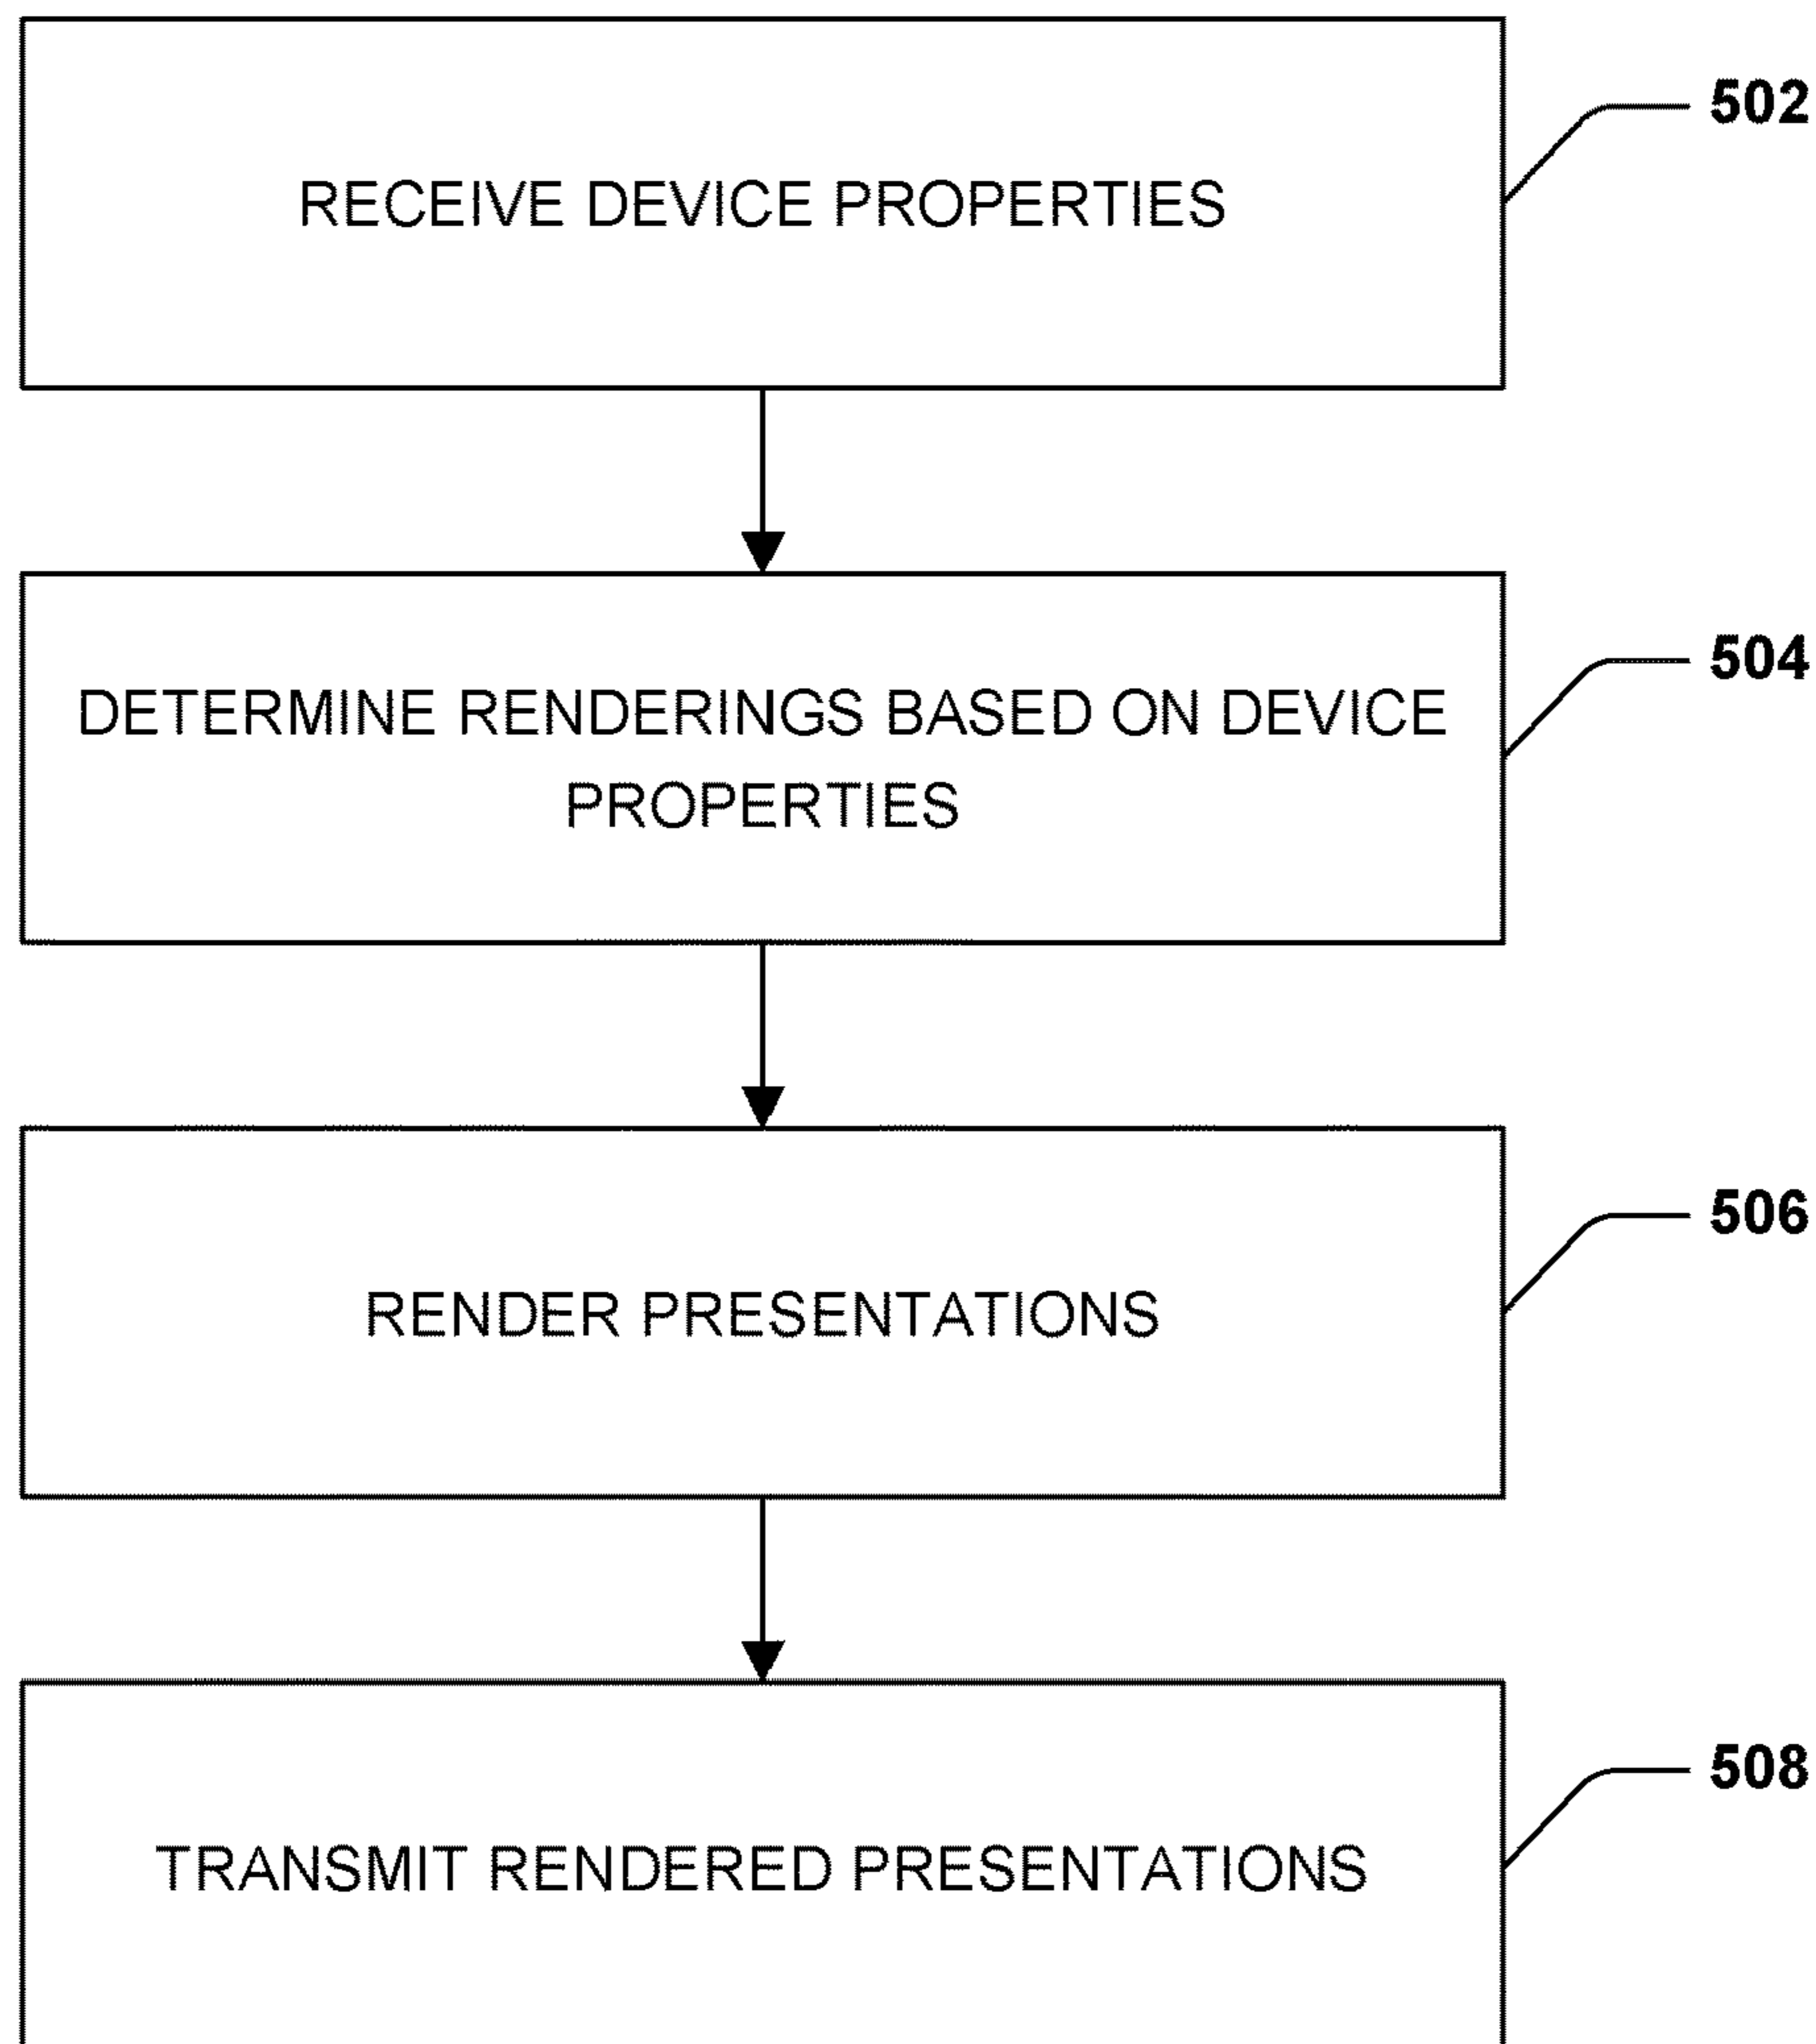 RECEIVE DEVICE PROPERTIES
502
DETERMINE RENDERINGS BASED ON DEVICE
PROPERTIES
504
RENDER PRESENTATIONS
506
TRANSMIT RENDERED PRESENTATIONS
508